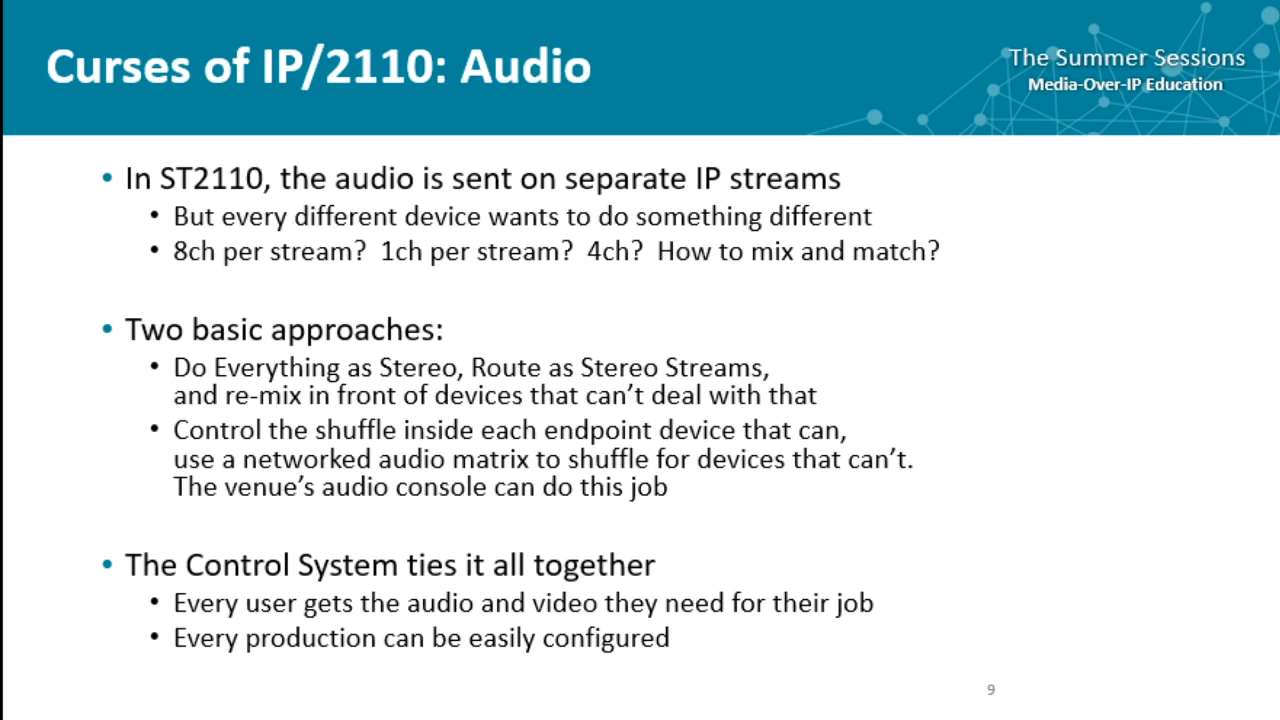 Curses of IP/2110: Audio
The Summer Sessions
Media-Over-IP Education
• In ST2110, the audio is sent on separate IP streams
• But every different device wants to do something different
• 8ch per stream? 1ch per stream? 4ch? How to mix and match?
• Two basic approaches:
• Do Everything as Stereo, Route as Stereo Streams,
and re-mix in front of devices that can’t deal with that
• Control the shuffle inside each endpoint device that can,
use a networked audio matrix to shuffle for devices that can’t.
The venue’s audio console can do this job
• The Control System ties it all together
• Every user gets the audio and video they need for their job
• Every production can be easily configured
9